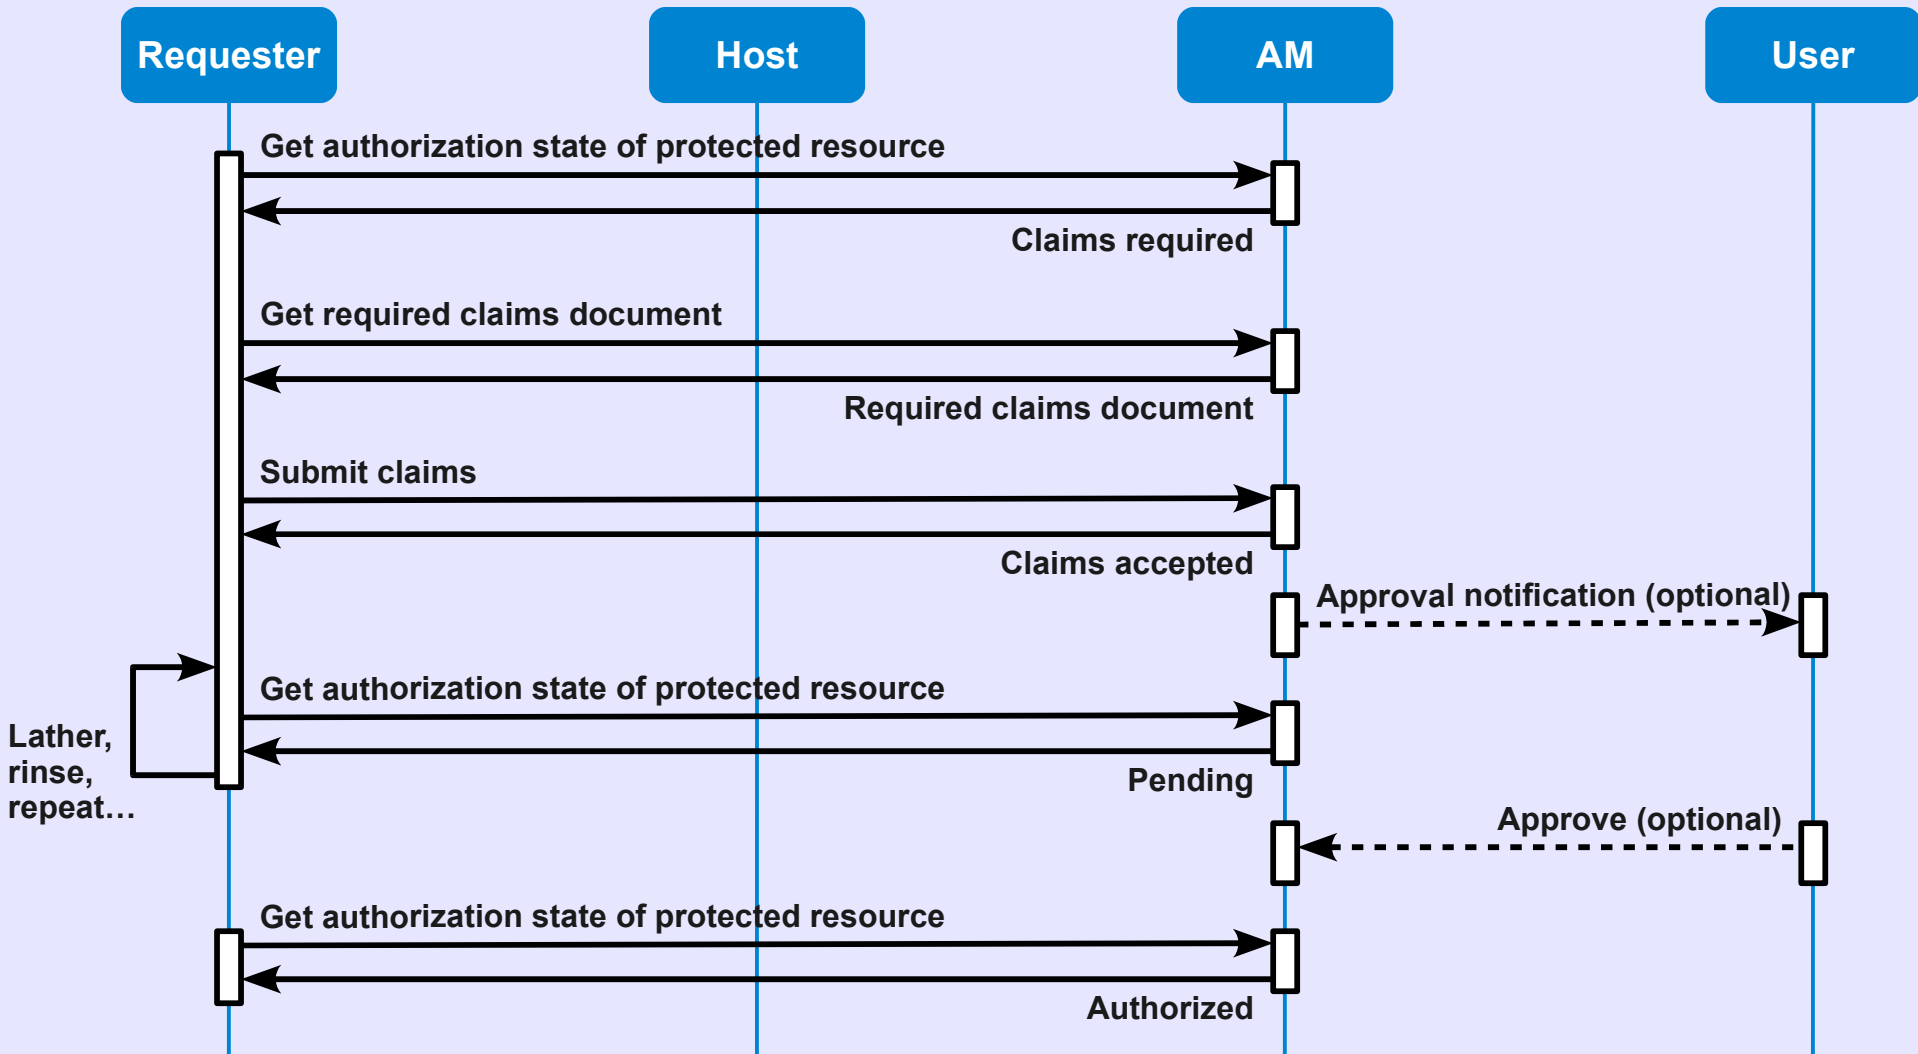 Requester
Host
AM
User
Get authorization state of protected resource
Claims required
Get required claims document
Required claims document
Submit claims
Claims accepted
Approval notification (optional)
Get authorization state of protected resource
Lather,
rinse,
repeat…
Pending
Approve (optional)
Get authorization state of protected resource
Authorized